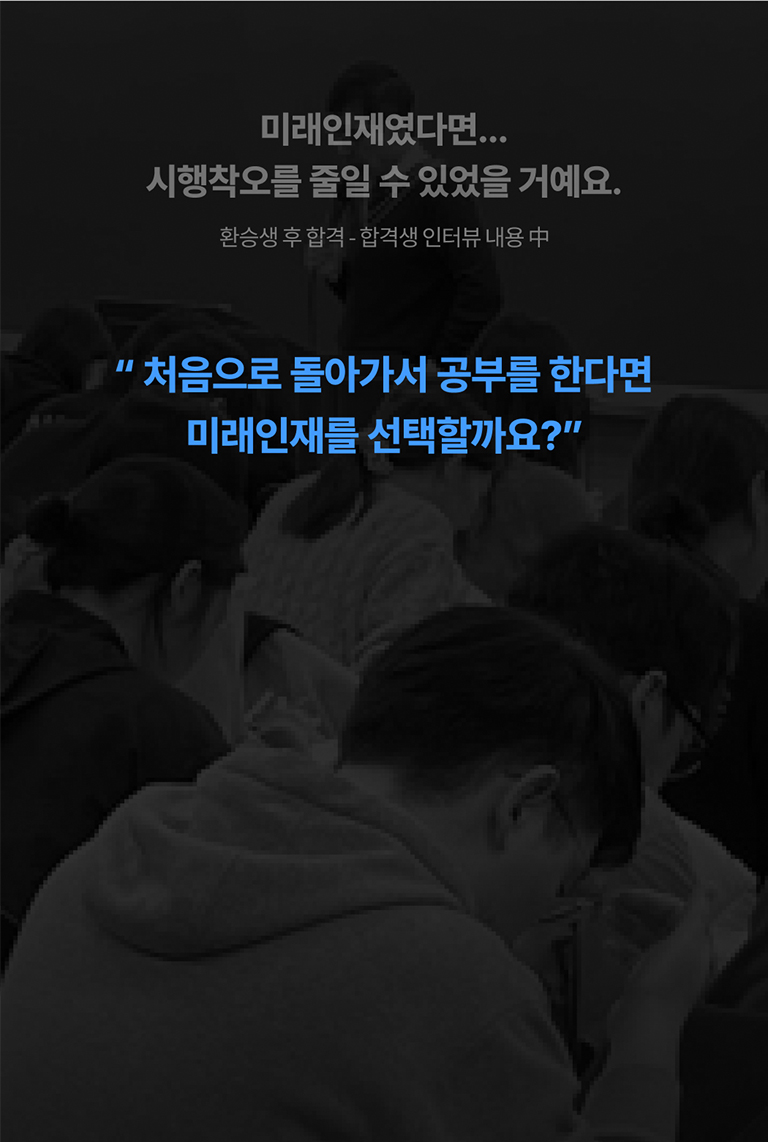 미래인재였다면...
시행착오를 줄일 수 있었을 거예요.
환승생 후 합격 - 합격생 인터뷰 내용 中
“ 처음으로 돌아가서 공부를 한다면
미래인재를 선택할까요?”